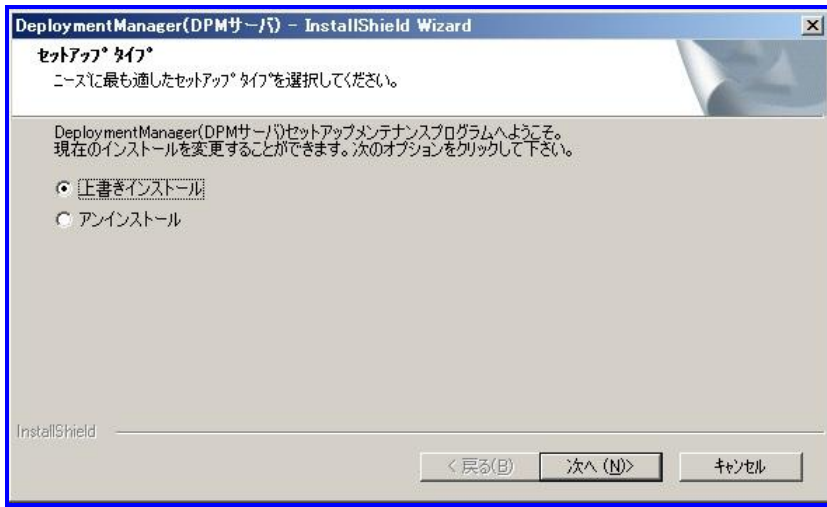 DeploymentManager(DPMサーバ) - InstallShield Wizard
セットアップ タイプ
ニーズに最も適したセットアップ タイプを選択してください。
DeploymentManager(DPMサーバ)セットアップメンテナンスプログラムへようこそ。
現在のインストールを変更することができます。次のオプションをクリックして下さい。
上書きインストール
アンインストール
InstallShield
< 戻る(B)
次へ (N)>
キャンセル